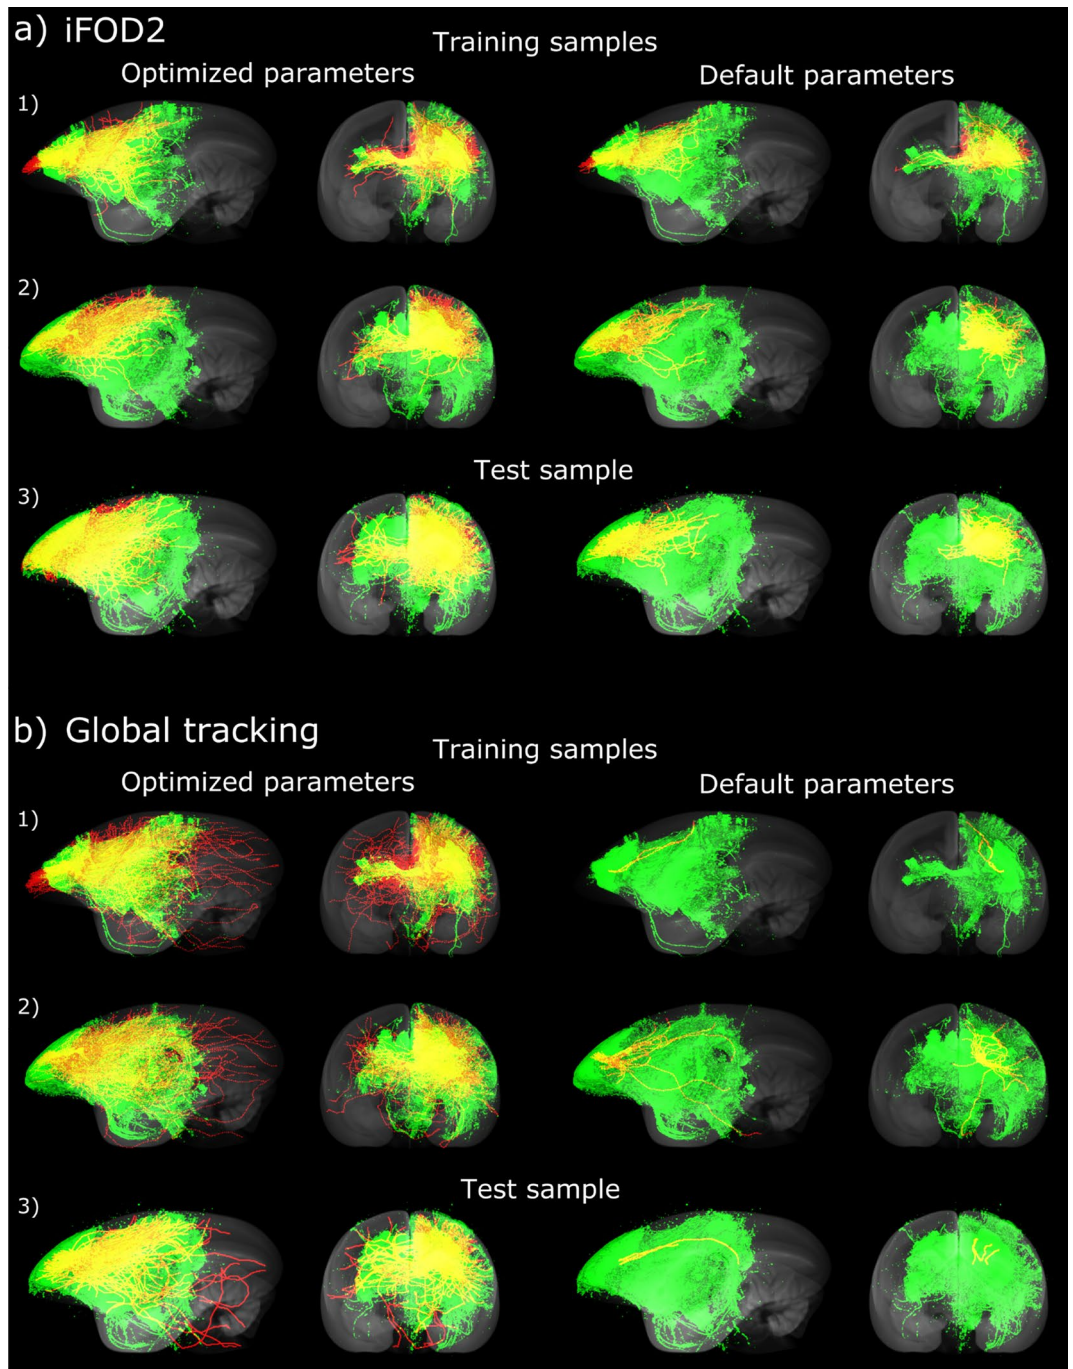 a) iFOD2
Training samples
Optimized parameters
Default parameters
1)
2)
Test sample
3)
b) Global tracking
Training samples
Optimized parameters
Default parameters
1)
2)
Test sample
3)